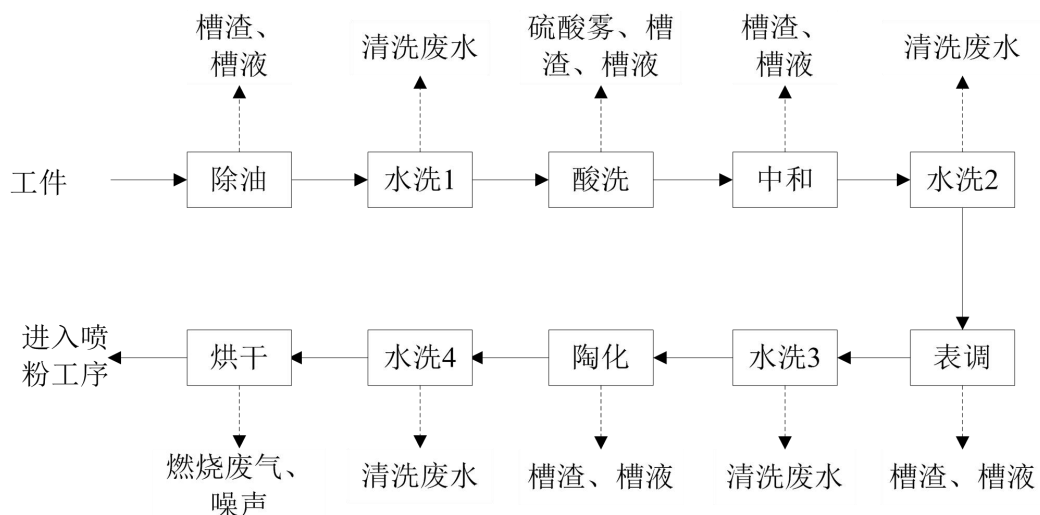 槽渣、
槽液
清洗废水
硫酸雾、槽
渣、槽液
槽渣、
槽液
清洗废水
工件
除油
水洗1
酸洗
中和
水洗2
进入喷
粉工序
烘干
水洗4
陶化
水洗3
表调
燃烧废气、
噪声
清洗废水
槽渣、槽液
清洗废水
槽渣、槽液